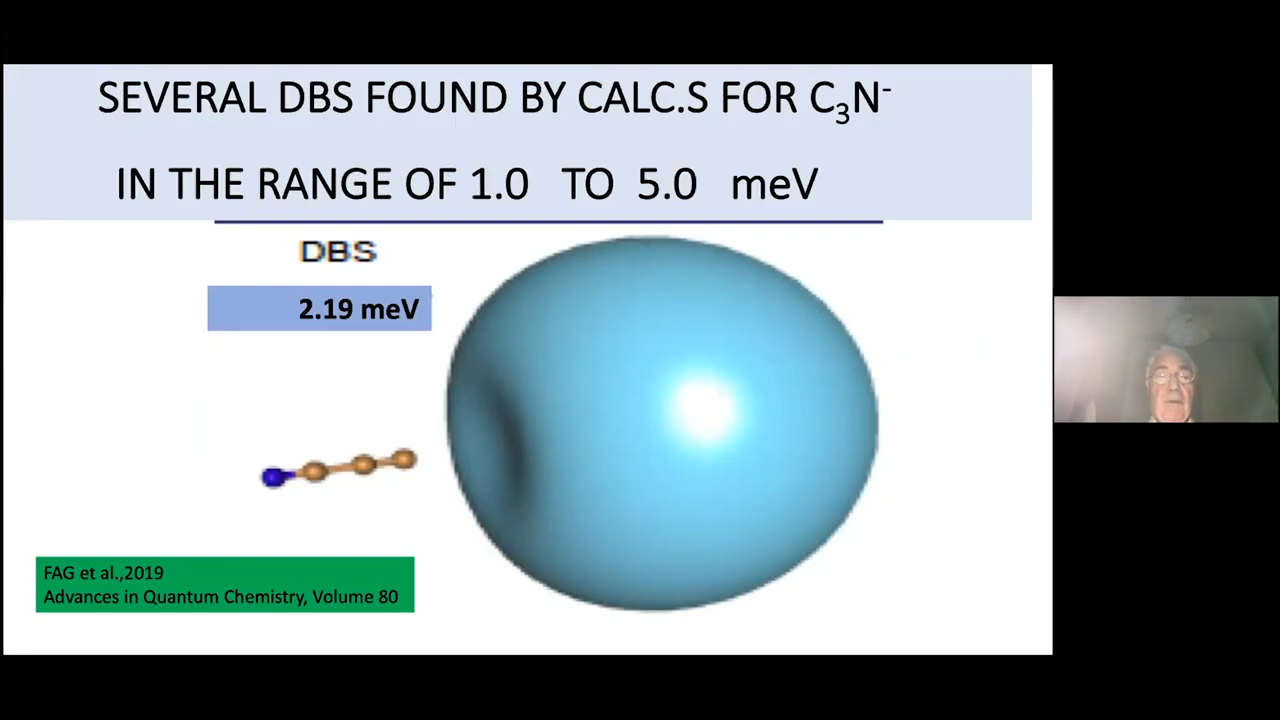 SEVERAL DBS FOUND BY CALC.S FOR C₃N⁻
IN THE RANGE OF 1.0 TO 5.0 meV
DBS
2.19 meV
FAG et al.,2019
Advances in Quantum Chemistry, Volume 80